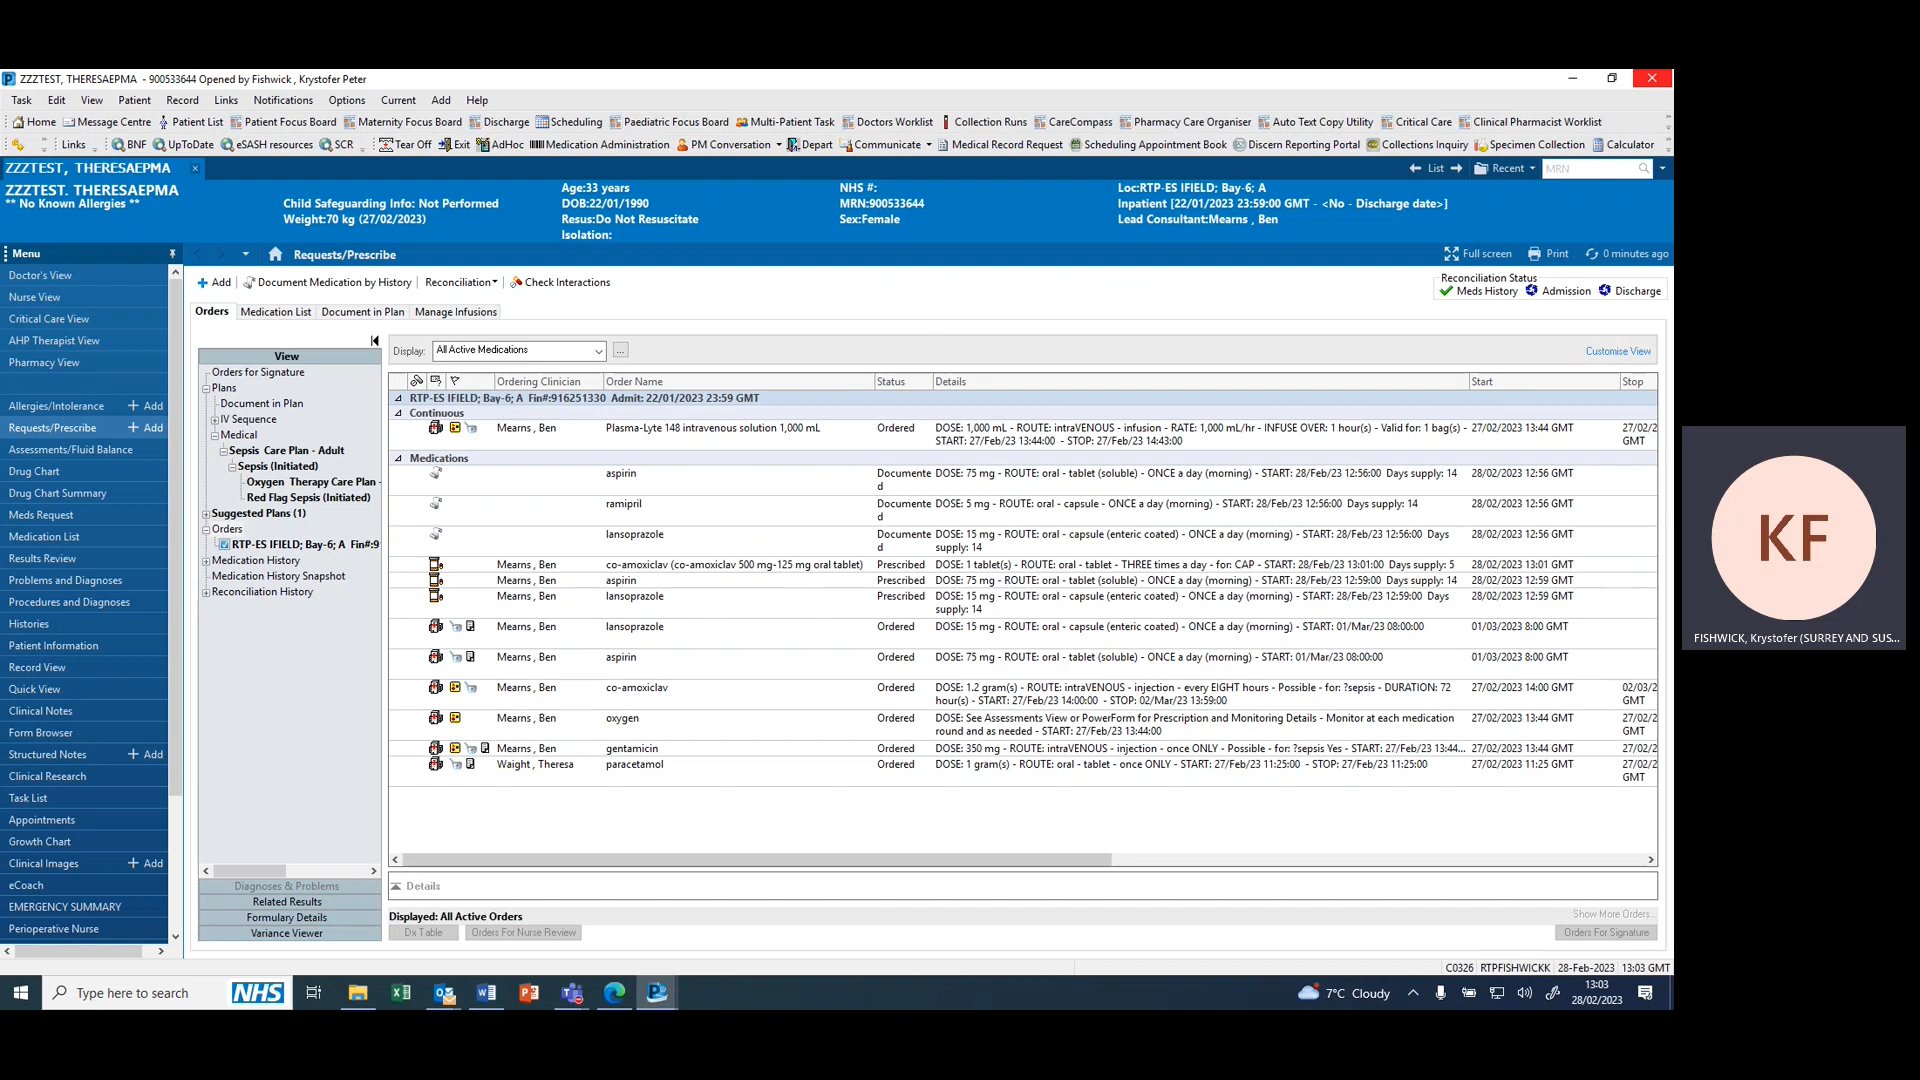 ZZZTEST, THERESAEPMA - 900533644 Opened by Fishwick , Krystofer Peter
Task Edit View Patient Record Links Notifications Options Current Add Help
Home Message Centre Patient List Patient Focus Board Maternity Focus Board Discharge Scheduling Paediatric Focus Board Multi-Patient Task Doctors Worklist Collection Runs CareCompass Pharmacy Care Organiser Auto Text Copy Utility Critical Care Clinical Pharmacist Worklist
Links BNF UpToDate eSASH resources SCR Tear Off Exit AdHoc Medication Administration PM Conversation Depart Communicate Medical Record Request Scheduling Appointment Book Discern Reporting Portal Collections Inquiry Specimen Collection Calculator
ZZZTEST, THERESAEPMA × List Recent MRN
ZZZTEST. THERESAEPMA
** No Known Allergies **
Child Safeguarding Info: Not Performed
Weight:70 kg (27/02/2023)
Age:33 years
DOB:22/01/1990
Resus:Do Not Resuscitate
Isolation:
NHS #:
MRN:900533644
Sex:Female
Loc:RTP-ES IFIELD; Bay-6; A
Inpatient [22/01/2023 23:59:00 GMT - <No - Discharge date>]
Lead Consultant:Mearns , Ben
Menu
Doctor's View
Nurse View
Critical Care View
AHP Therapist View
Pharmacy View
Allergies/Intolerance + Add
Requests/Prescribe + Add
Assessments/Fluid Balance
Drug Chart
Drug Chart Summary
Meds Request
Medication List
Results Review
Problems and Diagnoses
Procedures and Diagnoses
Histories
Patient Information
Record View
Quick View
Clinical Notes
Form Browser
Structured Notes + Add
Clinical Research
Task List
Appointments
Growth Chart
Clinical Images + Add
eCoach
EMERGENCY SUMMARY
Perioperative Nurse
Requests/Prescribe Full screen Print 0 minutes ago
+ Add Document Medication by History Reconciliation Check Interactions
Reconciliation Status
Meds History Admission Discharge
Orders Medication List Document in Plan Manage Infusions
View
Orders for Signature
Plans
Document in Plan
IV Sequence
Medical
Sepsis Care Plan - Adult
Sepsis (Initiated)
Oxygen Therapy Care Plan -
Red Flag Sepsis (Initiated)
Suggested Plans (1)
Orders
RTP-ES IFIELD; Bay-6; A Fin#:9
Medication History
Medication History Snapshot
Reconciliation History
Diagnoses & Problems
Related Results
Formulary Details
Variance Viewer
Display: All Active Medications ... Customise View
Ordering Clinician Order Name Status Details Start Stop
RTP-ES IFIELD; Bay-6; A Fin#:916251330 Admit: 22/01/2023 23:59 GMT
Continuous
Mearns , Ben Plasma-Lyte 148 intravenous solution 1,000 mL Ordered DOSE: 1,000 mL - ROUTE: intraVENOUS - infusion - RATE: 1,000 mL/hr - INFUSE OVER: 1 hour(s) - Valid for: 1 bag(s) - 27/02/2023 13:44 GMT 27/02/2
START: 27/Feb/23 13:44:00 - STOP: 27/Feb/23 14:43:00 GMT
Medications
aspirin Documente DOSE: 75 mg - ROUTE: oral - tablet (soluble) - ONCE a day (morning) - START: 28/Feb/23 12:56:00 Days supply: 14 28/02/2023 12:56 GMT
d
ramipril Documente DOSE: 5 mg - ROUTE: oral - capsule - ONCE a day (morning) - START: 28/Feb/23 12:56:00 Days supply: 14 28/02/2023 12:56 GMT
d
lansoprazole Documente DOSE: 15 mg - ROUTE: oral - capsule (enteric coated) - ONCE a day (morning) - START: 28/Feb/23 12:56:00 Days 28/02/2023 12:56 GMT
d supply: 14
Mearns , Ben co-amoxiclav (co-amoxiclav 500 mg-125 mg oral tablet) Prescribed DOSE: 1 tablet(s) - ROUTE: oral - tablet - THREE times a day - for: CAP - START: 28/Feb/23 13:01:00 Days supply: 5 28/02/2023 13:01 GMT
Mearns , Ben aspirin Prescribed DOSE: 75 mg - ROUTE: oral - tablet (soluble) - ONCE a day (morning) - START: 28/Feb/23 12:59:00 Days supply: 14 28/02/2023 12:59 GMT
Mearns , Ben lansoprazole Prescribed DOSE: 15 mg - ROUTE: oral - capsule (enteric coated) - ONCE a day (morning) - START: 28/Feb/23 12:59:00 Days 28/02/2023 12:59 GMT
supply: 14
Mearns , Ben lansoprazole Ordered DOSE: 15 mg - ROUTE: oral - capsule (enteric coated) - ONCE a day (morning) - START: 01/Mar/23 08:00:00 01/03/2023 8:00 GMT
Mearns , Ben aspirin Ordered DOSE: 75 mg - ROUTE: oral - tablet (soluble) - ONCE a day (morning) - START: 01/Mar/23 08:00:00 01/03/2023 8:00 GMT
Mearns , Ben co-amoxiclav Ordered DOSE: 1.2 gram(s) - ROUTE: intraVENOUS - injection - every EIGHT hours - Possible - for: ?sepsis - DURATION: 72 27/02/2023 14:00 GMT 02/03/2
hour(s) - START: 27/Feb/23 14:00:00 - STOP: 02/Mar/23 13:59:00 GMT
Mearns , Ben oxygen Ordered DOSE: See Assessments View or PowerForm for Prescription and Monitoring Details - Monitor at each medication 27/02/2023 13:44 GMT 27/02/2
round and as needed - START: 27/Feb/23 13:44:00 GMT
Mearns , Ben gentamicin Ordered DOSE: 350 mg - ROUTE: intraVENOUS - injection - once ONLY - Possible - for: ?sepsis Yes - START: 27/Feb/23 13:44... 27/02/2023 13:44 GMT 27/02/2
Waight , Theresa paracetamol Ordered DOSE: 1 gram(s) - ROUTE: oral - tablet - once ONLY - START: 27/Feb/23 11:25:00 - STOP: 27/Feb/23 11:25:00 27/02/2023 11:25 GMT 27/02/2
GMT
Details
Displayed: All Active Orders Show More Orders...
Dx Table Orders For Nurse Review Orders For Signature
C0326 RTPFISHWICKK 28-Feb-2023 13:03 GMT
Type here to search NHS 7°C Cloudy 13:03
28/02/2023
KF
FISHWICK, Krystofer (SURREY AND SUS...